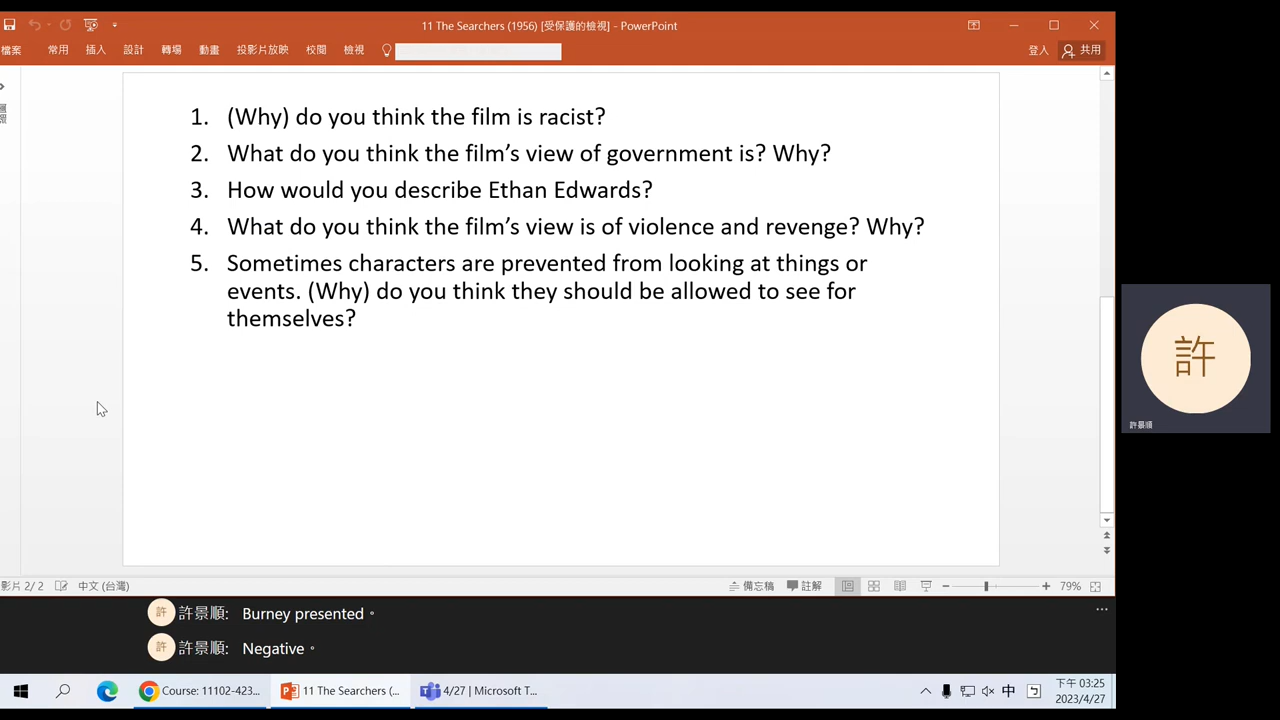 11 The Searchers (1956) [受保護的檢視] - PowerPoint
檔案 常用 插入 設計 轉場 動畫 投影片放映 校閱 檢視 登入 共用
1. (Why) do you think the film is racist?
2. What do you think the film's view of government is? Why?
3. How would you describe Ethan Edwards?
4. What do you think the film's view is of violence and revenge? Why?
5. Sometimes characters are prevented from looking at things or
events. (Why) do you think they should be allowed to see for
themselves?
許
許景順
影片 2/2 中文 (台灣) 備忘稿 註解 79%
許 許景順: Burney presented。
許 許景順: Negative。
Course: 11102-423... 11 The Searchers (... 4/27 | Microsoft T... 中 下午 03:25
2023/4/27